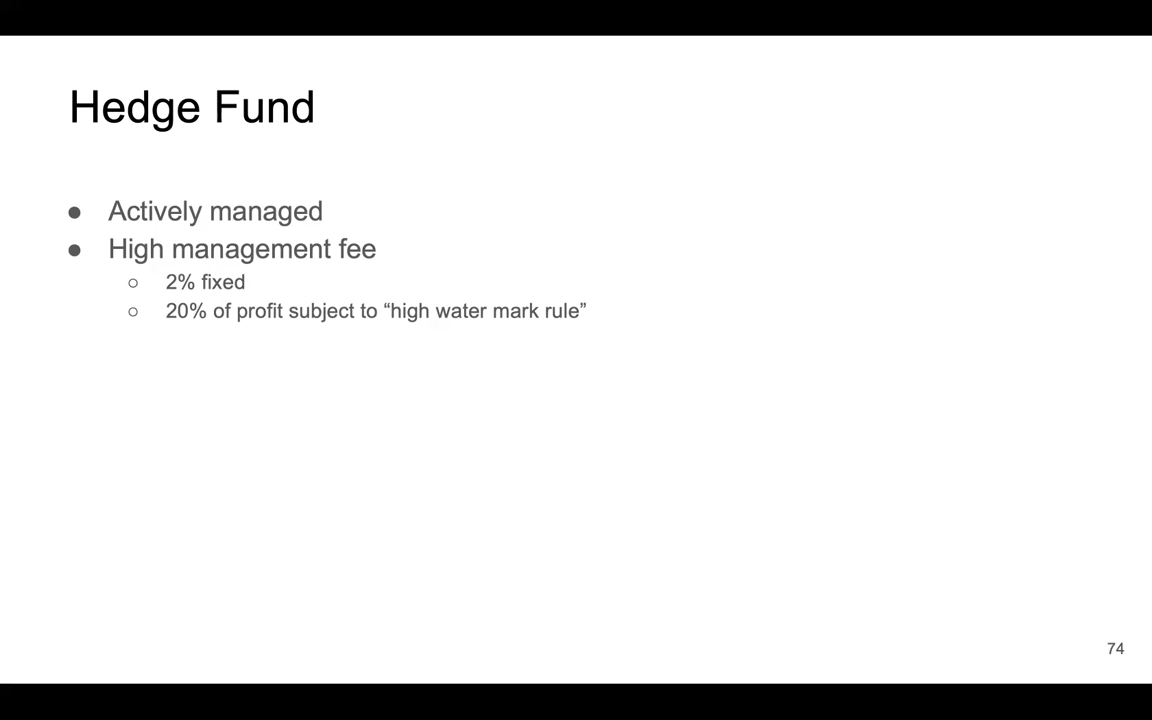 Hedge Fund
● Actively managed
● High management fee
○ 2% fixed
○ 20% of profit subject to “high water mark rule”
74